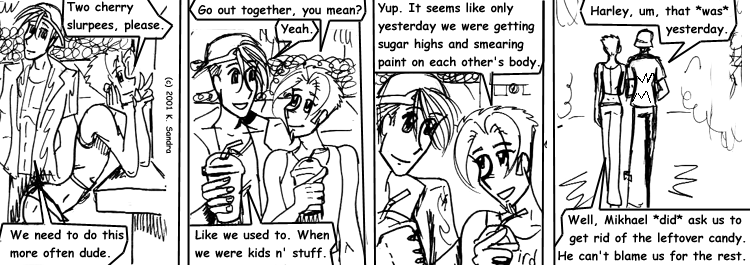 Two cherry
slurpees, please.
We need to do this
more often dude.
(c) 2001 K. Sandra
Go out together, you mean?
Yeah.
Like we used to. When
we were kids n' stuff.
Yup. It seems like only
yesterday we were getting
sugar highs and smearing
paint on each other's body.
Harley, um, that *was*
yesterday.
Well, Mikhael *did* ask us to
get rid of the leftover candy.
He can't blame us for the rest.